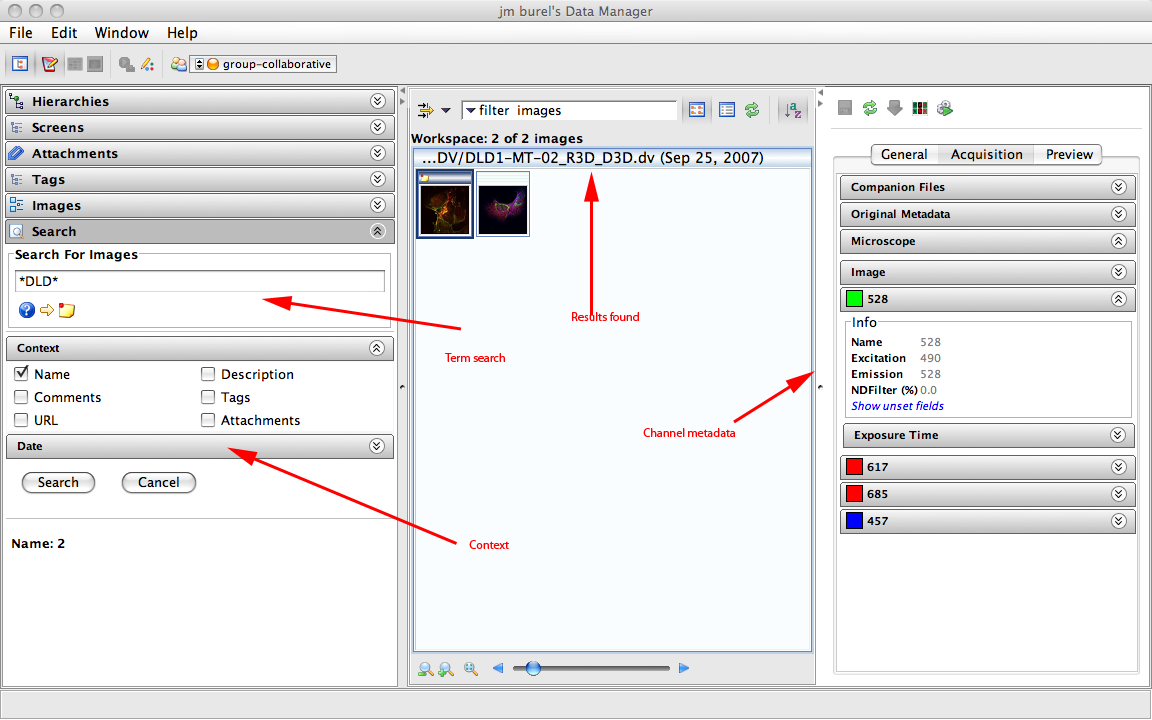 jm burel's Data Manager
File Edit Window Help
group-collaborative
Hierarchies
Screens
Attachments
Tags
Images
Search
Search For Images
*DLD*
Context
Name Description
Comments Tags
URL Attachments
Date
Search Cancel
Name: 2
filter images
Workspace: 2 of 2 images
...DV/DLD1-MT-02_R3D_D3D.dv (Sep 25, 2007)
Results found
Term search
Channel metadata
Context
General Acquisition Preview
Companion Files
Original Metadata
Microscope
Image
528
Info
Name 528
Excitation 490
Emission 528
NDFilter (%) 0.0
Show unset fields
Exposure Time
617
685
457